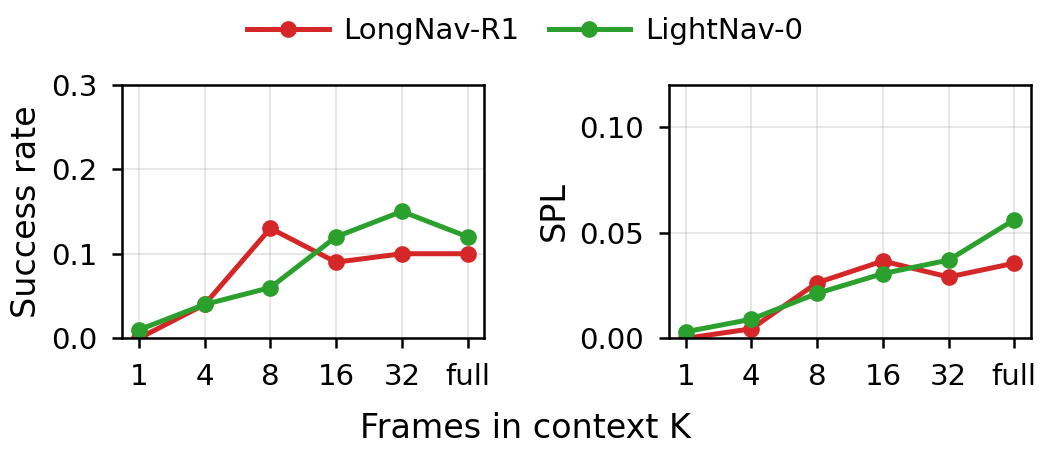 LongNav-R1 LightNav-0
Success rate
0.3
0.2
0.1
0.0
1 4 8 16 32 full
SPL
0.10
0.05
0.00
1 4 8 16 32 full
Frames in context K